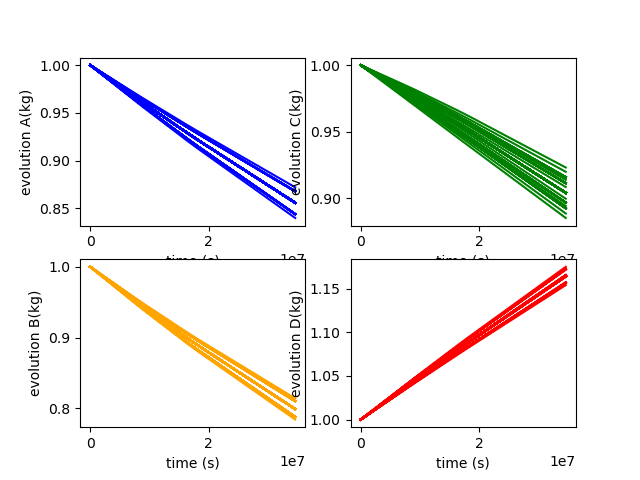 evolution A(kg)
1.00
0.95
0.90
0.85
0
2
time (s)
1e7
evolution C(kg)
1.00
0.95
0.90
0
2
time (s)
1e7
evolution B(kg)
1.0
0.9
0.8
0
2
1e7
time (s)
evolution D(kg)
1.15
1.10
1.05
1.00
0
2
1e7
time (s)